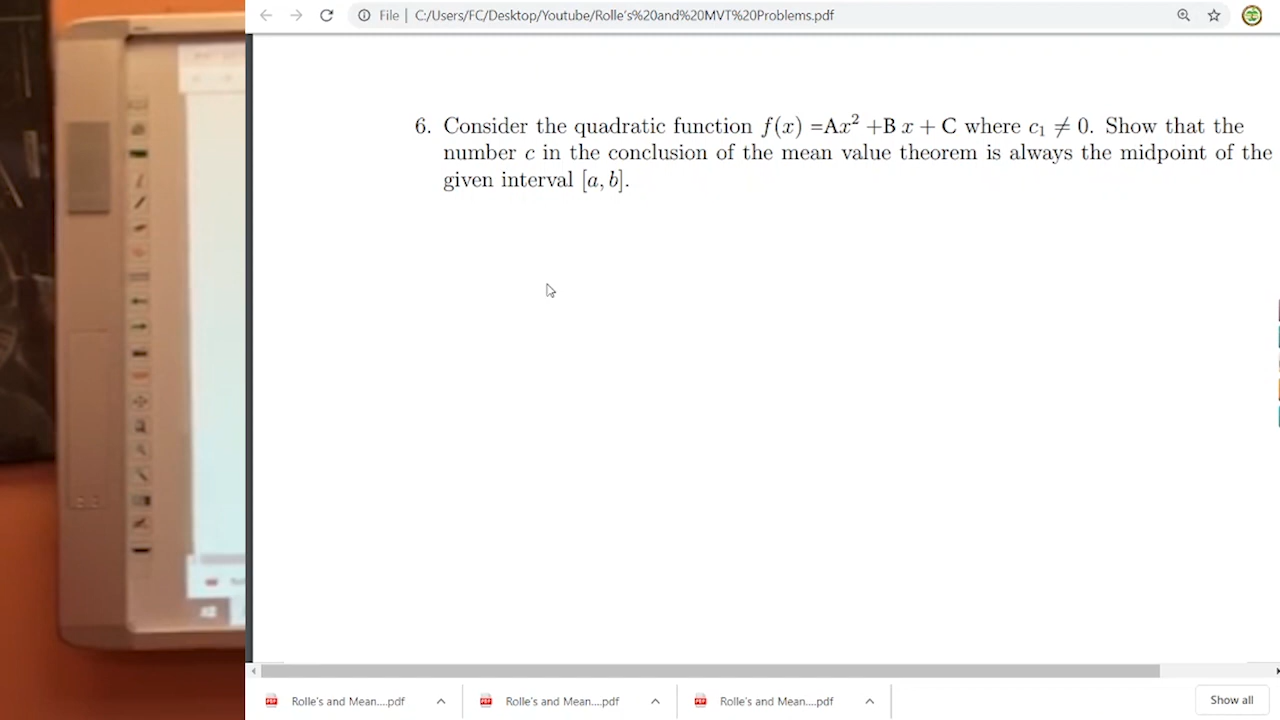 File | C:/Users/FC/Desktop/Youtube/Rolle's%20and%20MVT%20Problems.pdf
6. Consider the quadratic function f(x) =Ax² +B x + C where c₁ ≠ 0. Show that the
number c in the conclusion of the mean value theorem is always the midpoint of the
given interval [a, b].
Rolle's and Mean....pdf
Rolle's and Mean....pdf
Rolle's and Mean....pdf
Show all